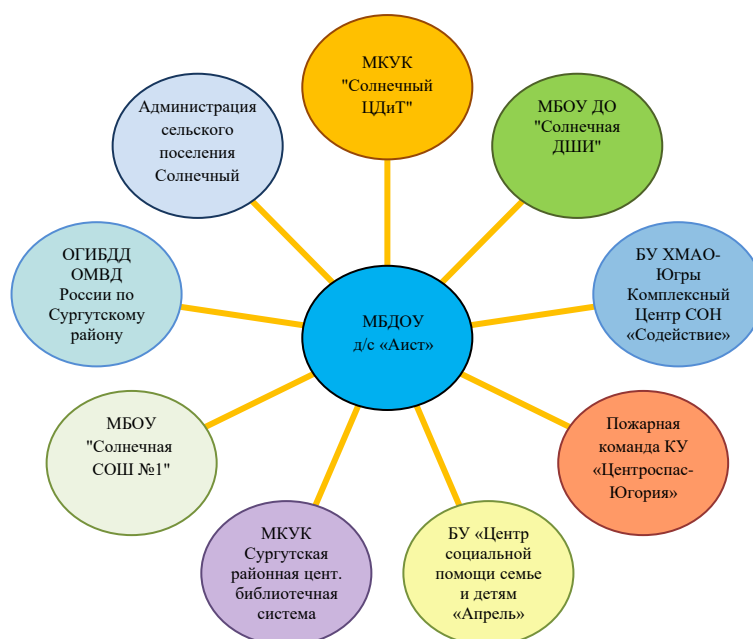 МКУК
"Солнечный
ЦДиТ"
Администрация
сельского
поселения
Солнечный
МБОУ ДО
"Солнечная
ДШИ"
ОГИБДД
ОМВД
России по
Сургутскому
району
БУ ХМАО-
Югры
Комплексный
Центр СОН
«Содействие»
МБДОУ
д/с «Аист»
МБОУ
"Солнечная
СОШ №1"
Пожарная
команда КУ
«Центроспас-
Югория»
МКУК
Сургутская
районная цент.
библиотечная
система
БУ «Центр
социальной
помощи семье
и детям
«Апрель»